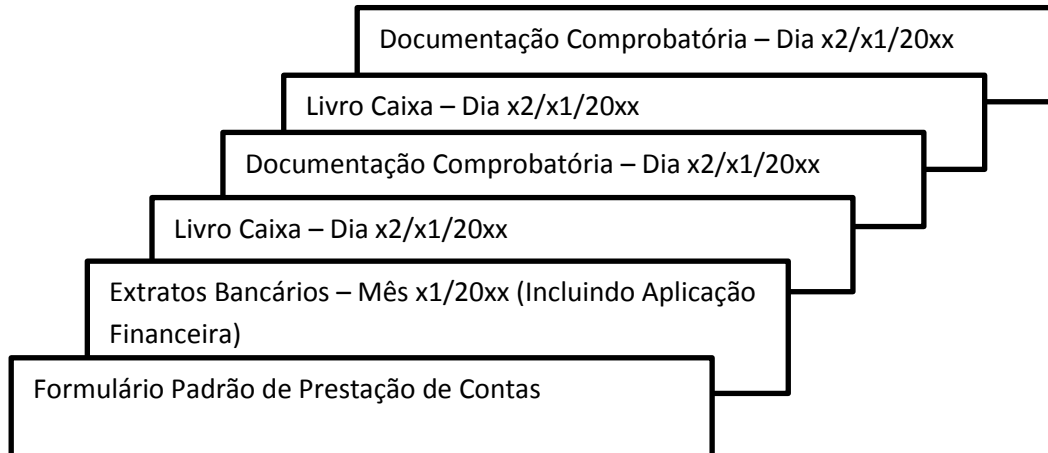 Documentação Comprobatória – Dia x2/x1/20xx
Livro Caixa – Dia x2/x1/20xx
Documentação Comprobatória – Dia x2/x1/20xx
Livro Caixa – Dia x2/x1/20xx
Extratos Bancários – Mês x1/20xx (Incluindo Aplicação
Financeira)
Formulário Padrão de Prestação de Contas